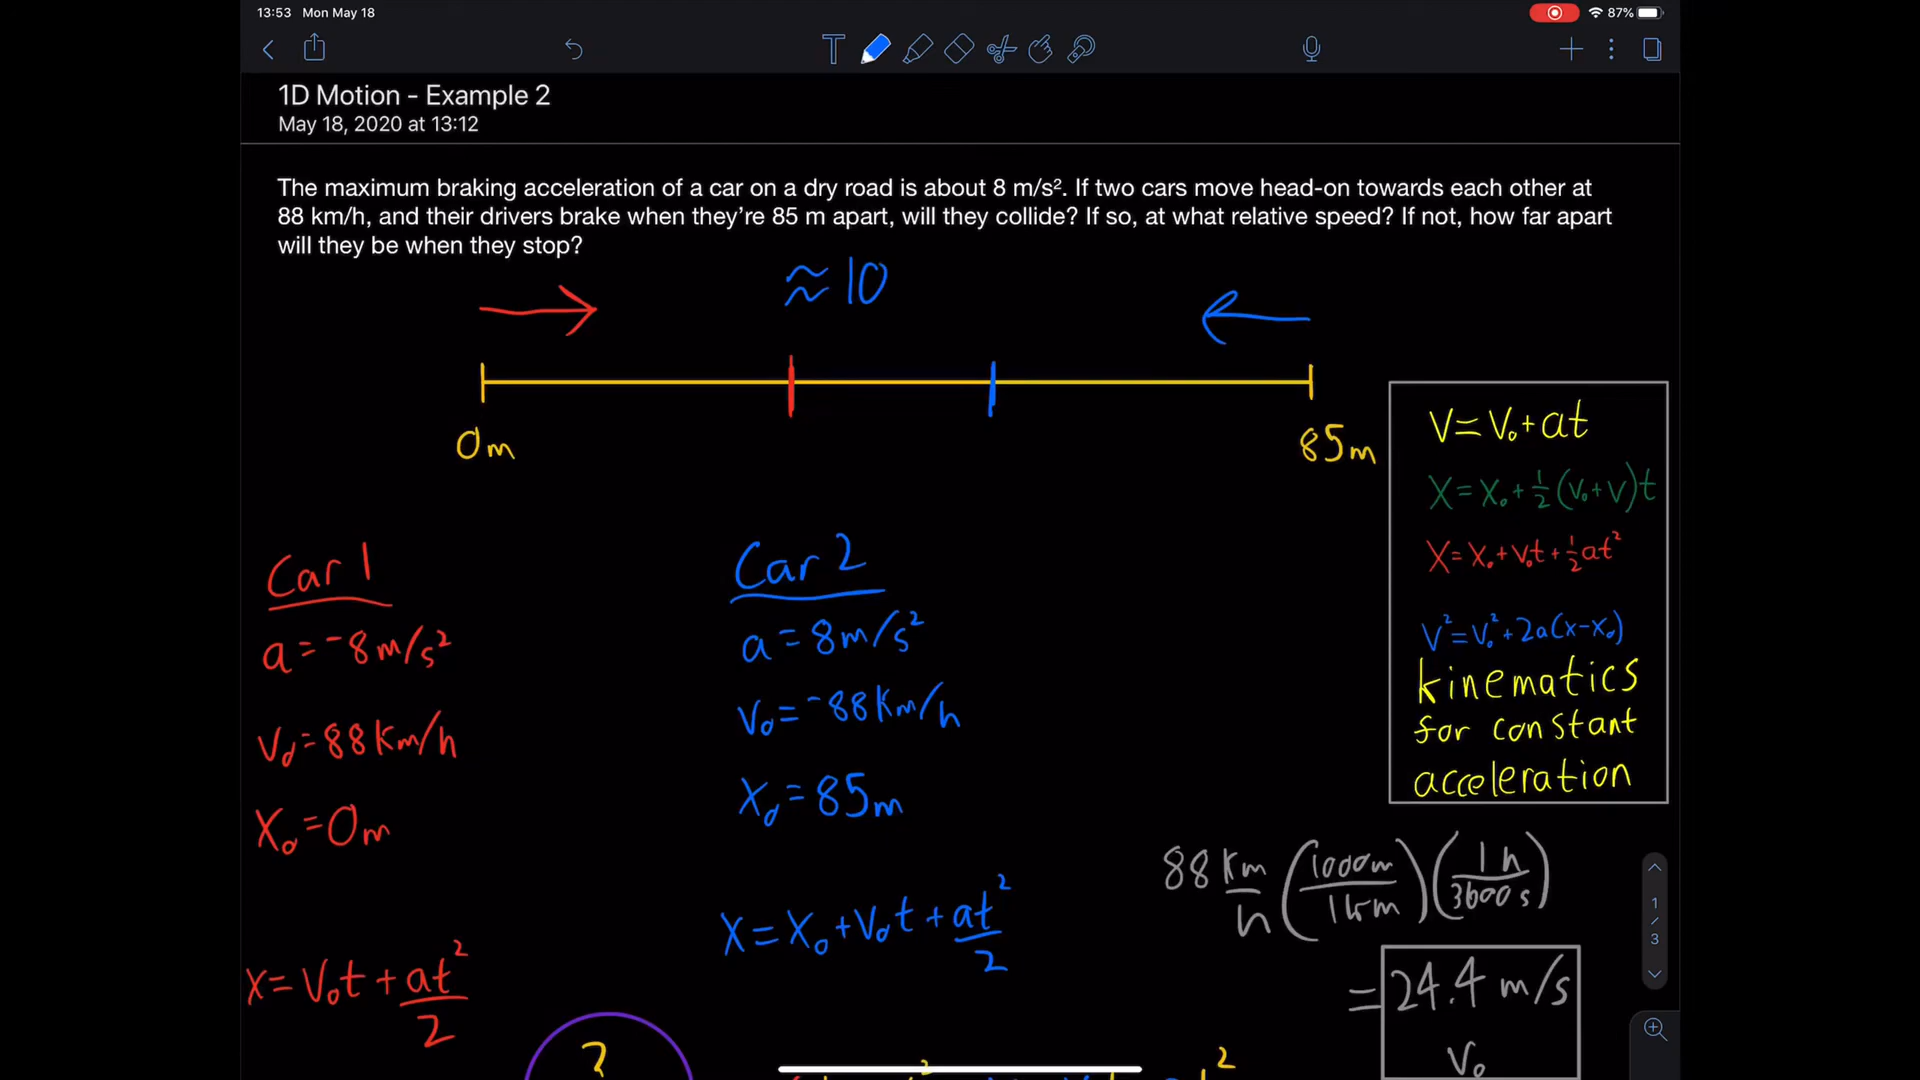 13:53 Mon May 18
87%
1D Motion - Example 2
May 18, 2020 at 13:12
The maximum braking acceleration of a car on a dry road is about 8 m/s². If two cars move head-on towards each other at
88 km/h, and their drivers brake when they're 85 m apart, will they collide? If so, at what relative speed? If not, how far apart
will they be when they stop?
≈ 10
0m
85m
V = V₀ + at
X = X₀ + 1/2 (V₀ + V) t
X = X₀ + V₀t + 1/2 at²
V² = V₀² + 2a(x - x₀)
kinematics
for constant
acceleration
Car 1
a = -8m/s²
V₀ = 88 Km/h
X₀ = 0m
X = V₀t + at²/2
Car 2
a = 8m/s²
V₀ = -88 Km/h
X₀ = 85m
X = X₀ + V₀t + at²/2
88 Km/h (1000m/1km) (1h/3600s)
= 24.4 m/s
V₀
?
1
/
3